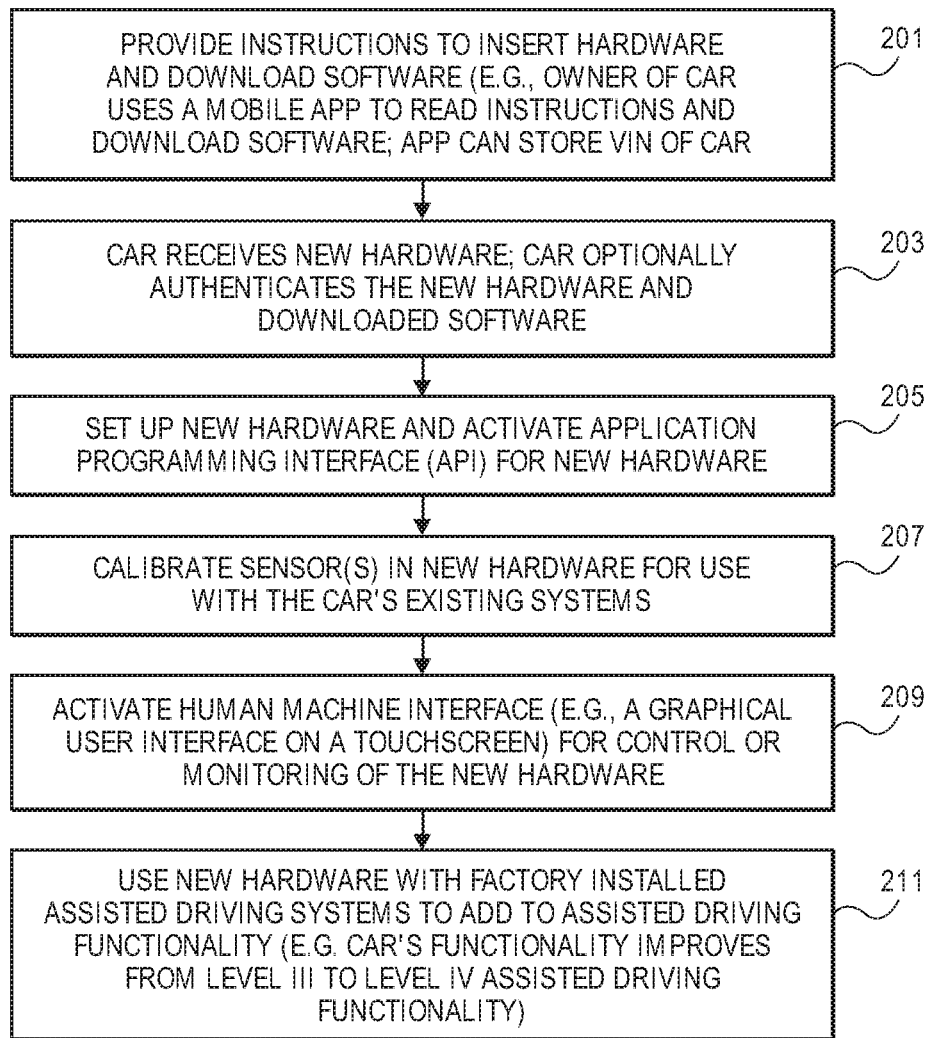 PROVIDE INSTRUCTIONS TO INSERT HARDWARE
AND DOWNLOAD SOFTWARE (E.G., OWNER OF CAR
USES A MOBILE APP TO READ INSTRUCTIONS AND
DOWNLOAD SOFTWARE; APP CAN STORE VIN OF CAR
201
CAR RECEIVES NEW HARDWARE; CAR OPTIONALLY
AUTHENTICATES THE NEW HARDWARE AND
DOWNLOADED SOFTWARE
203
SET UP NEW HARDWARE AND ACTIVATE APPLICATION
PROGRAMMING INTERFACE (API) FOR NEW HARDWARE
205
CALIBRATE SENSOR(S) IN NEW HARDWARE FOR USE
WITH THE CAR'S EXISTING SYSTEMS
207
ACTIVATE HUMAN MACHINE INTERFACE (E.G., A GRAPHICAL
USER INTERFACE ON A TOUCHSCREEN) FOR CONTROL OR
MONITORING OF THE NEW HARDWARE
209
USE NEW HARDWARE WITH FACTORY INSTALLED
ASSISTED DRIVING SYSTEMS TO ADD TO ASSISTED DRIVING
FUNCTIONALITY (E.G. CAR'S FUNCTIONALITY IMPROVES
FROM LEVEL III TO LEVEL IV ASSISTED DRIVING
FUNCTIONALITY)
211